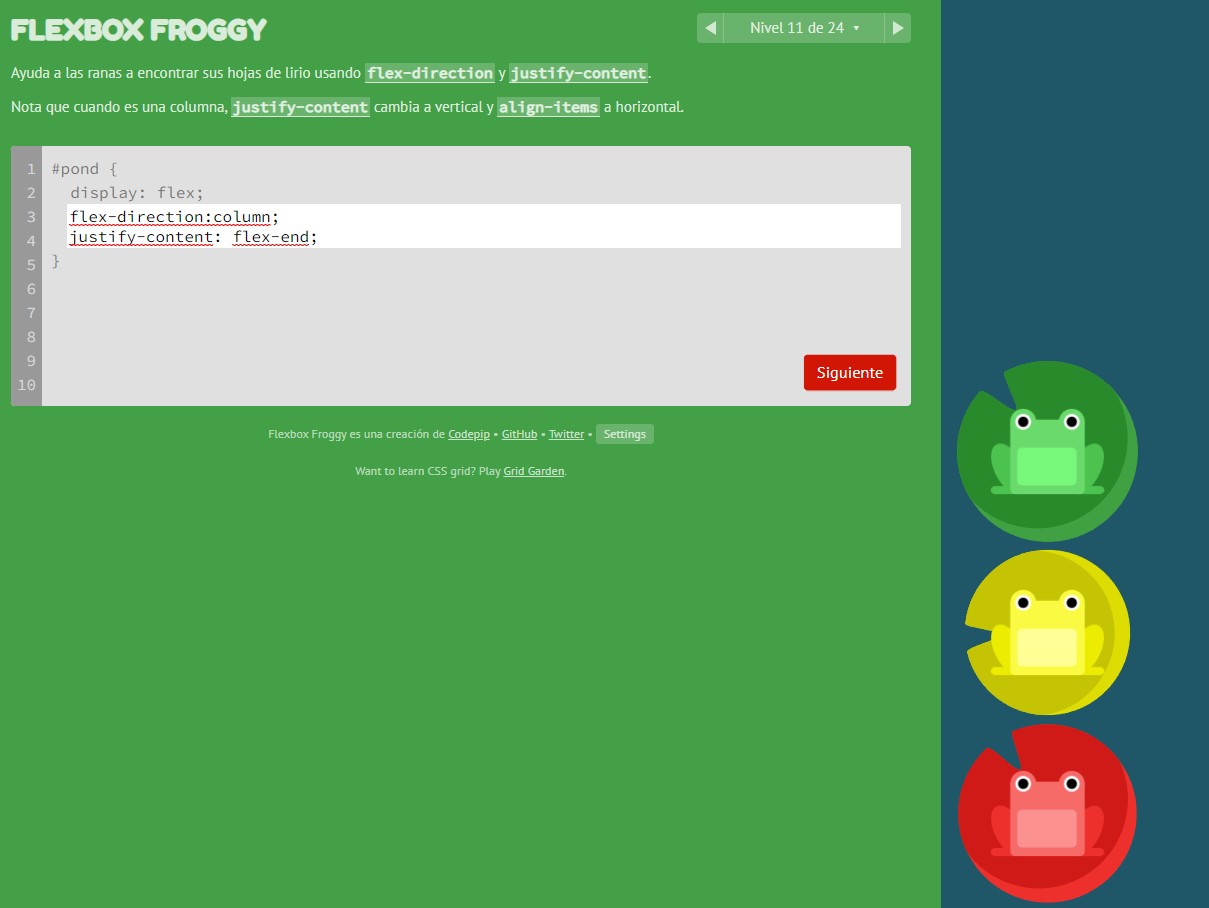 FLEXBOX FROGGY
Nivel 11 de 24
Ayuda a las ranas a encontrar sus hojas de lirio usando flex-direction y justify-content.
Nota que cuando es una columna, justify-content cambia a vertical y align-items a horizontal.
1 #pond {
2 display: flex;
3 flex-direction:column;
4 justify-content: flex-end;
5 }
6
7
8
9
10
Siguiente
Flexbox Froggy es una creación de Codepip • GitHub • Twitter • Settings
Want to learn CSS grid? Play Grid Garden.